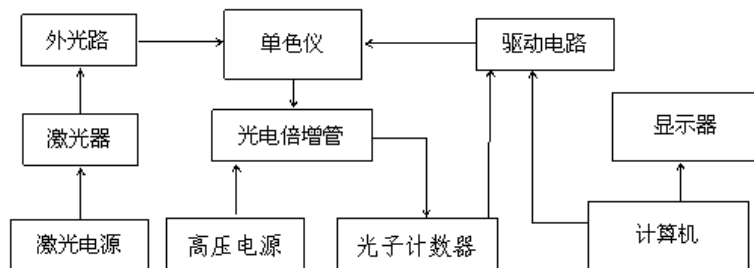 外光路
单色仪
驱动电路
激光器
光电倍增管
显示器
激光电源
高压电源
光子计数器
计算机